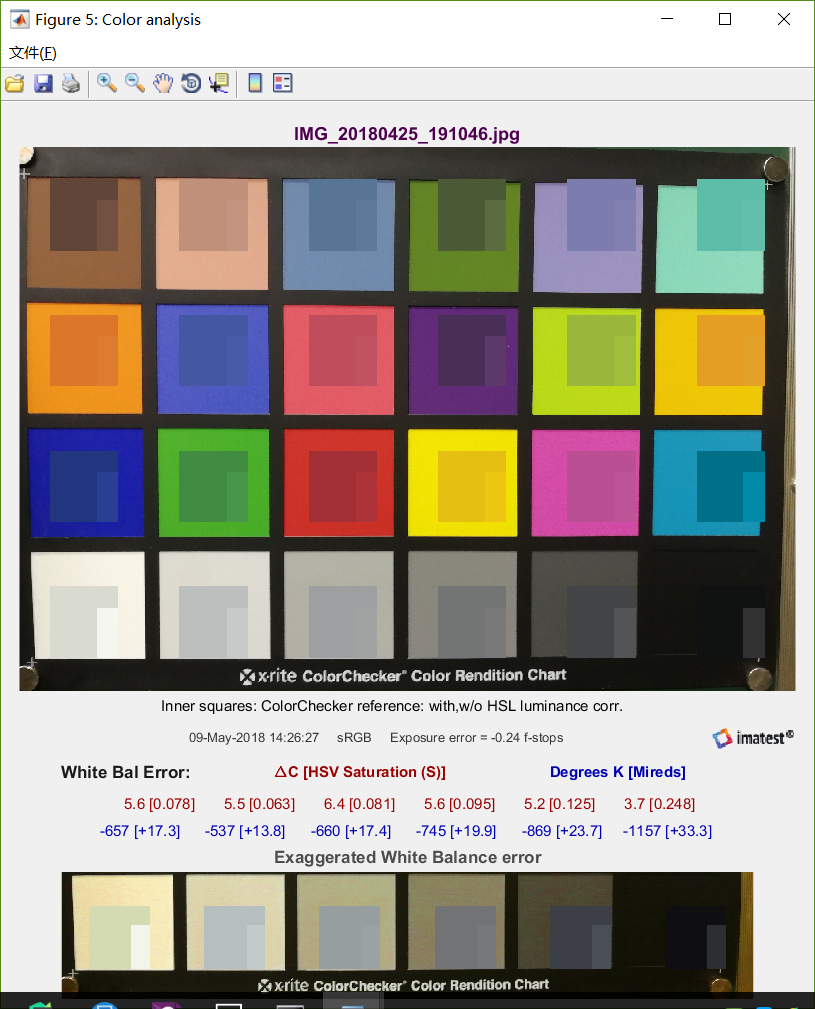 Figure 5: Color analysis
文件(F)
IMG_20180425_191046.jpg
x-rite ColorChecker® Color Rendition Chart
Inner squares: ColorChecker reference: with,w/o HSL luminance corr.
09-May-2018 14:26:27 sRGB Exposure error = -0.24 f-stops
imatest®
White Bal Error: ΔC [HSV Saturation (S)] Degrees K [Mireds]
5.6 [0.078] 5.5 [0.063] 6.4 [0.081] 5.6 [0.095] 5.2 [0.125] 3.7 [0.248]
-657 [+17.3] -537 [+13.8] -660 [+17.4] -745 [+19.9] -869 [+23.7] -1157 [+33.3]
Exaggerated White Balance error
x-rite ColorChecker® Color Rendition Chart